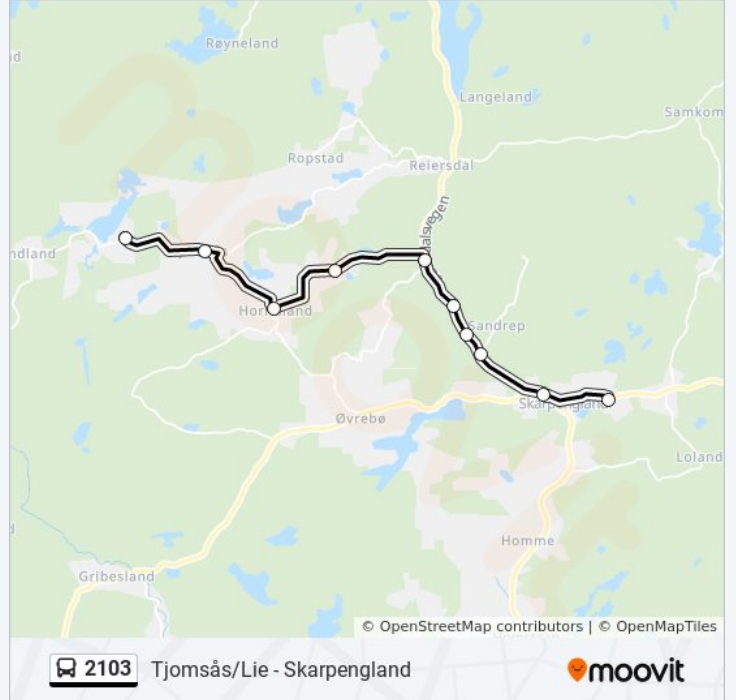 Røyneland
Langeland
Samkom
Ropstad
Reiersdal
alsvegen
ndland
Sandrep
Skarpengland
Øvrebø
Loland
Homme
Gribesland
© OpenStreetMap contributors | © OpenMapTiles
2103 Tjomsås/Lie - Skarpengland
moovit